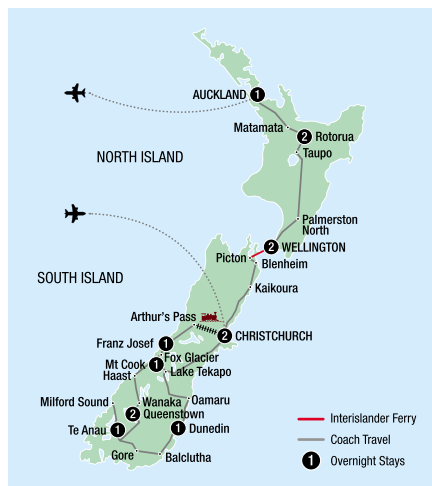 AUCKLAND 1
Matamata
2 Rotorua
Taupo
NORTH ISLAND
Palmerston
North
2 WELLINGTON
Picton
Blenheim
SOUTH ISLAND
Kaikoura
Arthur's Pass
2 CHRISTCHURCH
Franz Josef 1
Fox Glacier
Mt Cook 1
Lake Tekapo
Haast
Milford Sound
Wanaka
Oamaru
2 Queenstown
Te Anau 1
1 Dunedin
Gore
Balclutha
Interislander Ferry
Coach Travel
1 Overnight Stays